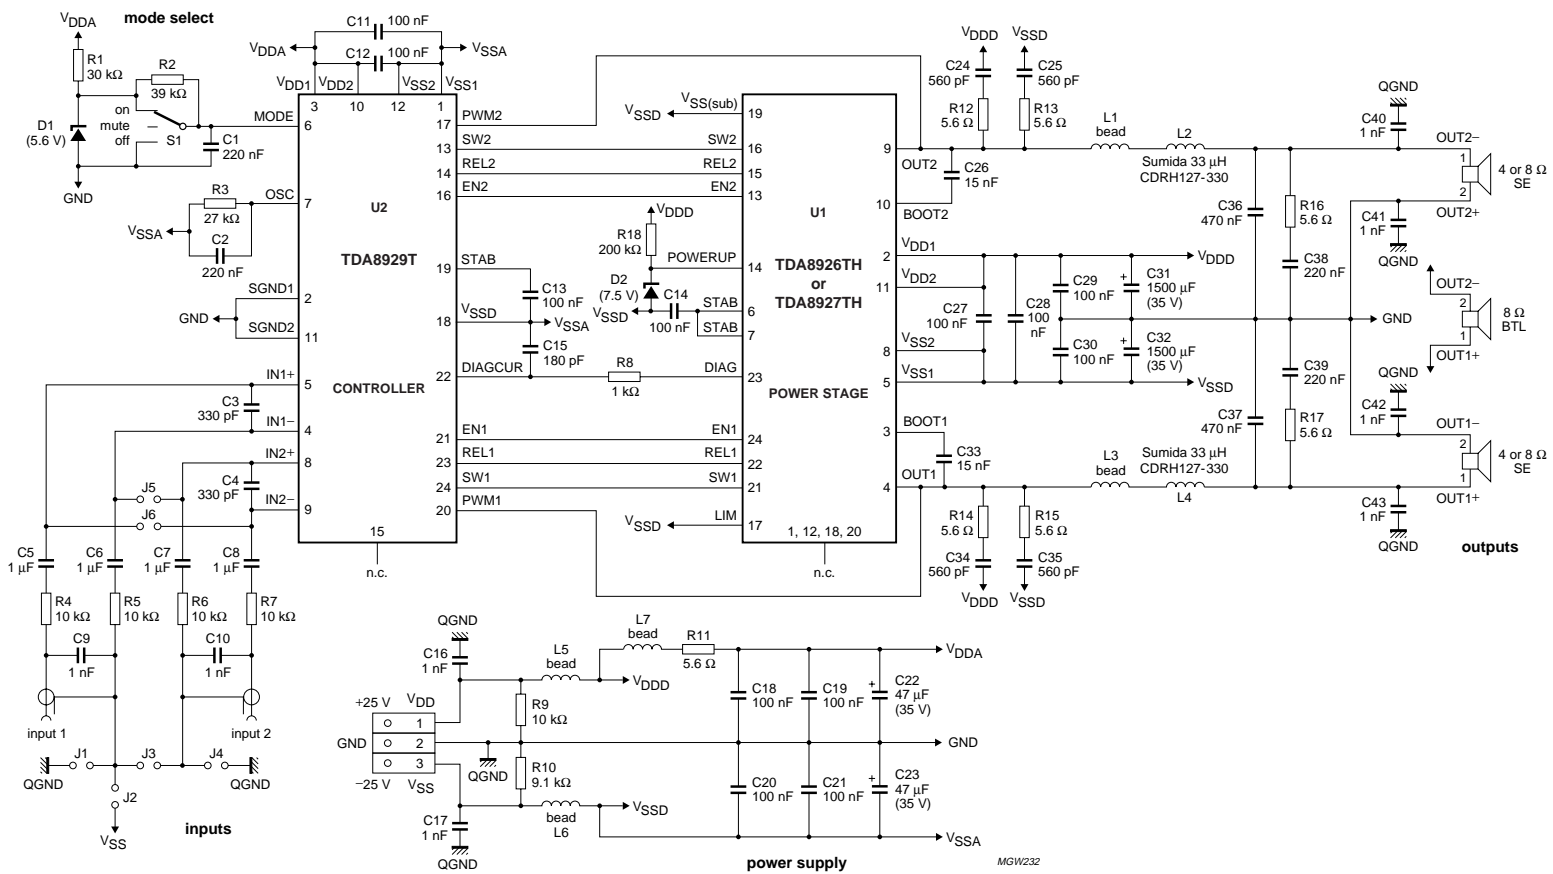 mode select
VDDA
R1
30 kΩ
R2
39 kΩ
on
mute
off
S1
D1
(5.6 V)
C1
220 nF
GND
MODE
6
R3
27 kΩ
C2
220 nF
VSSA
OSC
7
C11
100 nF
C12
100 nF
VDDA
VSSA
VDD1
VDD2
VSS2
VSS1
3
10
12
1
U2
TDA8929T
CONTROLLER
GND
SGND1
2
SGND2
11
IN1+
5
C3
330 pF
IN1−
4
IN2+
8
C4
330 pF
IN2−
9
J5
J6
C5
1 μF
C6
1 μF
C7
1 μF
C8
1 μF
R4
10 kΩ
R5
10 kΩ
R6
10 kΩ
R7
10 kΩ
C9
1 nF
C10
1 nF
input 1
input 2
J1
J3
J4
QGND
QGND
J2
VSS
inputs
15
n.c.
17
PWM2
13
SW2
14
REL2
16
EN2
19
STAB
C13
100 nF
18
VSSD
VSSA
C15
180 pF
22
DIAGCUR
R8
1 kΩ
21
EN1
23
REL1
24
SW1
20
PWM1
VSSD
VSS(sub)
19
SW2
16
REL2
15
EN2
13
VDDD
R18
200 kΩ
POWERUP
14
D2
(7.5 V)
VSSD
C14
100 nF
STAB
6
STAB
7
DIAG
23
EN1
24
REL1
22
SW1
21
VSSD
LIM
17
U1
TDA8926TH
or
TDA8927TH
POWER STAGE
1, 12, 18, 20
n.c.
9
OUT2
10
BOOT2
C26
15 nF
2
VDD1
11
VDD2
8
VSS2
5
VSS1
3
BOOT1
C33
15 nF
4
OUT1
VDDD
VSSD
C24
560 pF
C25
560 pF
R12
5.6 Ω
R13
5.6 Ω
L1
bead
L2
Sumida 33 μH
CDRH127-330
C27
100 nF
C28
100
nF
C29
100 nF
C30
100 nF
C31
1500 μF
(35 V)
C32
1500 μF
(35 V)
+
+
VDDD
VSSD
GND
L3
bead
Sumida 33 μH
CDRH127-330
L4
R14
5.6 Ω
R15
5.6 Ω
C34
560 pF
C35
560 pF
VDDD
VSSD
C36
470 nF
C37
470 nF
R16
5.6 Ω
C38
220 nF
C39
220 nF
R17
5.6 Ω
QGND
C40
1 nF
OUT2−
1
2
OUT2+
4 or 8 Ω
SE
C41
1 nF
QGND
OUT2−
2
1
OUT1+
8 Ω
BTL
QGND
C42
1 nF
OUT1−
2
1
OUT1+
4 or 8 Ω
SE
C43
1 nF
QGND
outputs
QGND
C16
1 nF
+25 V
VDD
1
GND
2
3
−25 V
VSS
QGND
C17
1 nF
QGND
R9
10 kΩ
R10
9.1 kΩ
L5
bead
VDDD
L7
bead
R11
5.6 Ω
VDDA
bead
L6
VSSD
C18
100 nF
C19
100 nF
+
C22
47 μF
(35 V)
GND
C20
100 nF
C21
100 nF
+
C23
47 μF
(35 V)
VSSA
power supply
MGW232